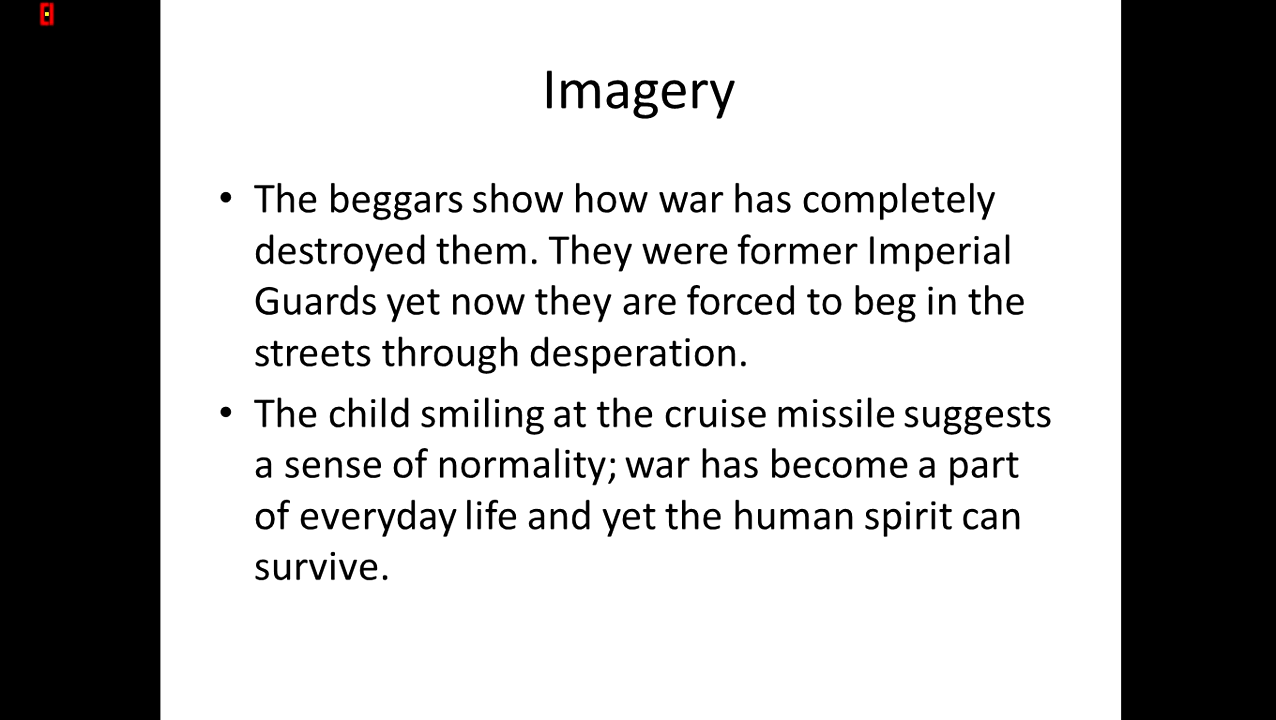 Imagery
• The beggars show how war has completely
destroyed them. They were former Imperial
Guards yet now they are forced to beg in the
streets through desperation.
• The child smiling at the cruise missile suggests
a sense of normality; war has become a part
of everyday life and yet the human spirit can
survive.